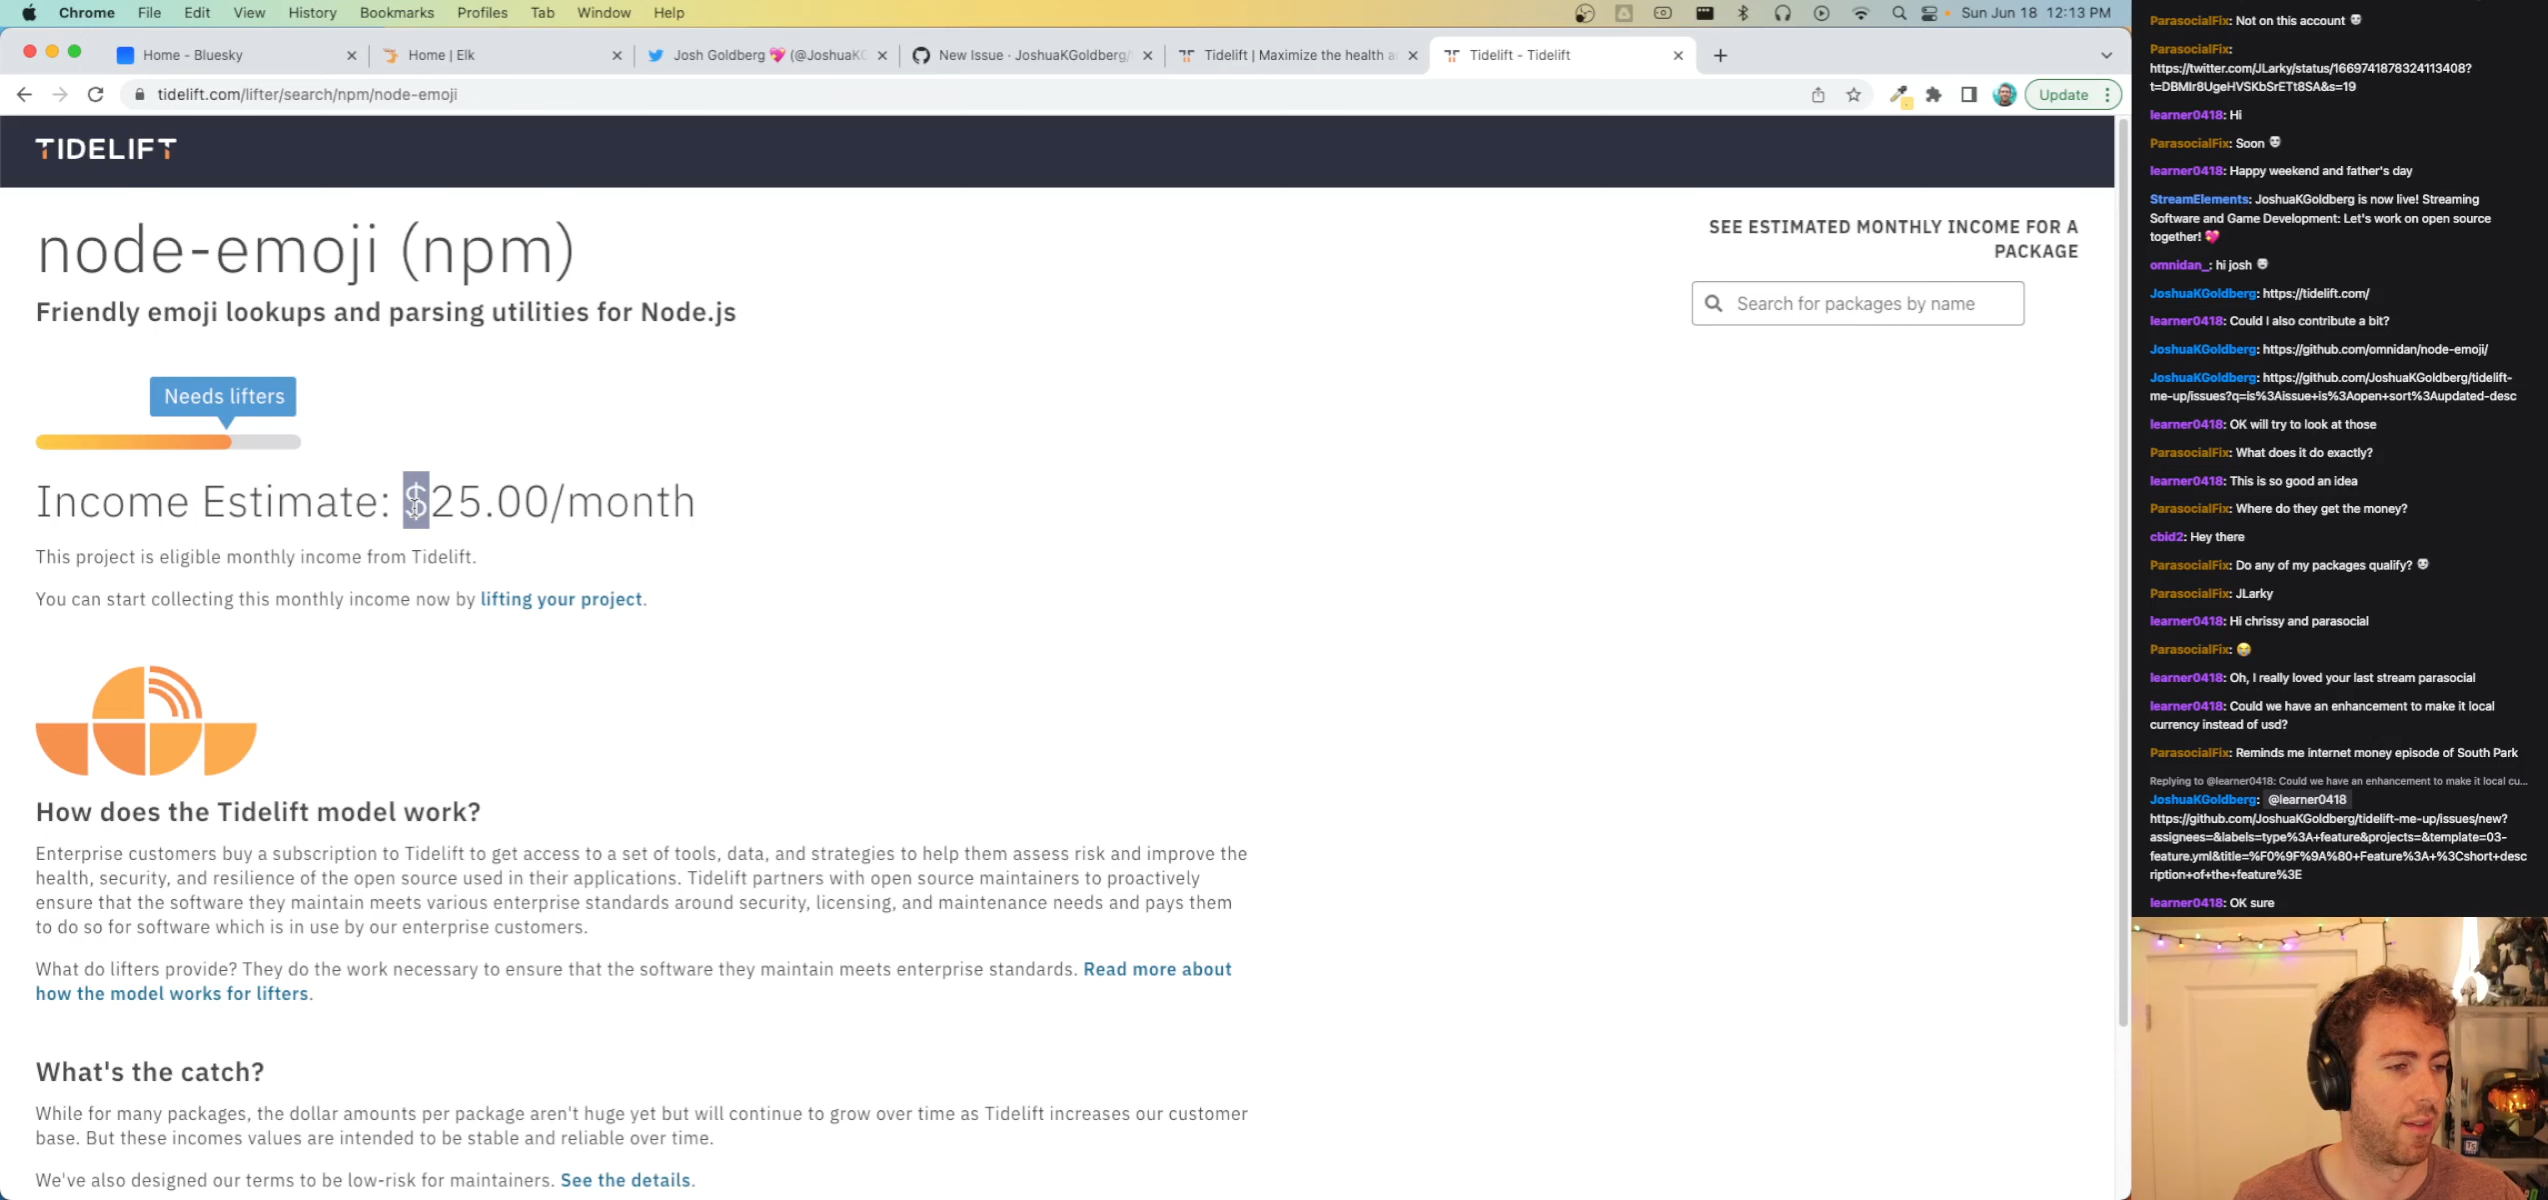 Chrome File Edit View History Bookmarks Profiles Tab Window Help
Sun Jun 18 12:13 PM
Home - Bluesky
Home | Elk
Josh Goldberg 💖 (@JoshuaKG
New Issue · JoshuaKGoldberg/
Tidelift | Maximize the health a
Tidelift - Tidelift
tidelift.com/lifter/search/npm/node-emoji
Update
TIDELIFT
node-emoji (npm)
Friendly emoji lookups and parsing utilities for Node.js
SEE ESTIMATED MONTHLY INCOME FOR A
PACKAGE
Search for packages by name
Needs lifters
Income Estimate: $25.00/month
This project is eligible monthly income from Tidelift.
You can start collecting this monthly income now by lifting your project.
How does the Tidelift model work?
Enterprise customers buy a subscription to Tidelift to get access to a set of tools, data, and strategies to help them assess risk and improve the
health, security, and resilience of the open source used in their applications. Tidelift partners with open source maintainers to proactively
ensure that the software they maintain meets various enterprise standards around security, licensing, and maintenance needs and pays them
to do so for software which is in use by our enterprise customers.
What do lifters provide? They do the work necessary to ensure that the software they maintain meets enterprise standards. Read more about
how the model works for lifters.
What's the catch?
While for many packages, the dollar amounts per package aren't huge yet but will continue to grow over time as Tidelift increases our customer
base. But these incomes values are intended to be stable and reliable over time.
We've also designed our terms to be low-risk for maintainers. See the details.
ParasocialFix: Not on this account
ParasocialFix:
https://twitter.com/JLarky/status/1669741878324113408?
t=DBMIr8UgeHVSKbSrETt8SA&s=19
learner0418: Hi
ParasocialFix: Soon
learner0418: Happy weekend and father's day
StreamElements: JoshuaKGoldberg is now live! Streaming
Software and Game Development: Let's work on open source
together! 💖
omnidan_: hi josh
JoshuaKGoldberg: https://tidelift.com/
learner0418: Could I also contribute a bit?
JoshuaKGoldberg: https://github.com/omnidan/node-emoji/
JoshuaKGoldberg: https://github.com/JoshuaKGoldberg/tidelift-
me-up/issues?q=is%3Aissue+is%3Aopen+sort%3Aupdated-desc
learner0418: OK will try to look at those
ParasocialFix: What does it do exactly?
learner0418: This is so good an idea
ParasocialFix: Where do they get the money?
cbid2: Hey there
ParasocialFix: Do any of my packages qualify?
ParasocialFix: JLarky
learner0418: Hi chrissy and parasocial
ParasocialFix: 😭
learner0418: Oh, I really loved your last stream parasocial
learner0418: Could we have an enhancement to make it local
currency instead of usd?
ParasocialFix: Reminds me internet money episode of South Park
Replying to @learner0418: Could we have an enhancement to make it local cu...
JoshuaKGoldberg: @learner0418
https://github.com/JoshuaKGoldberg/tidelift-me-up/issues/new?
assignees=&labels=type%3A+feature&projects=&template=03-
feature.yml&title=%F0%9F%9A%80+Feature%3A+%3Cshort+desc
ription+of+the+feature%3E
learner0418: OK sure